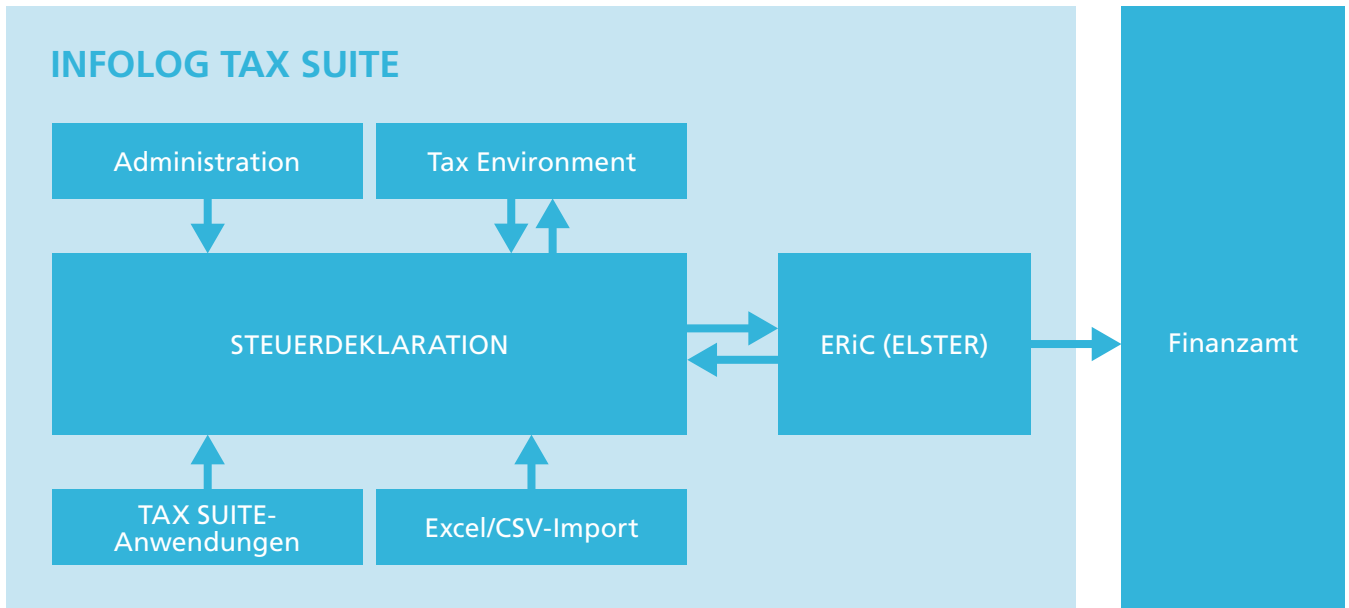 INFOLOG TAX SUITE
Administration
Tax Environment
STEUERDEKLARATION
ERiC (ELSTER)
Finanzamt
TAX SUITE-
Anwendungen
Excel/CSV-Import